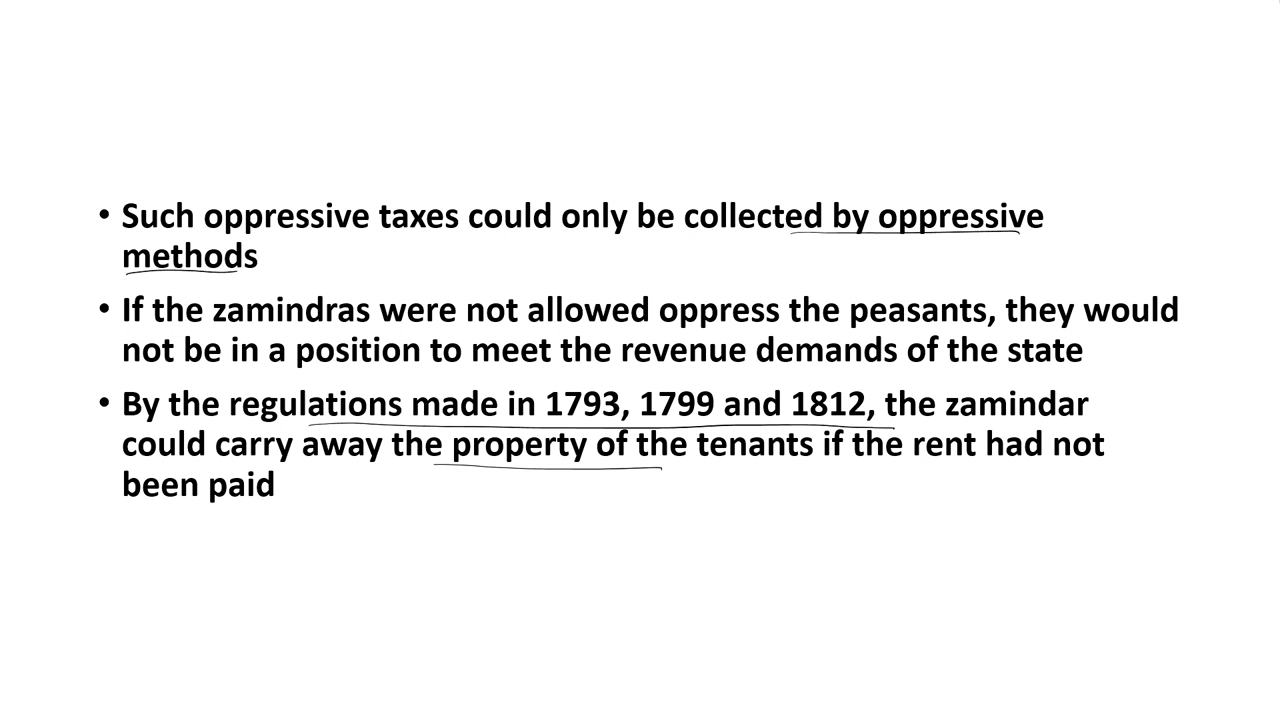 • Such oppressive taxes could only be collected by oppressive
methods
• If the zamindras were not allowed oppress the peasants, they would
not be in a position to meet the revenue demands of the state
• By the regulations made in 1793, 1799 and 1812, the zamindar
could carry away the property of the tenants if the rent had not
been paid